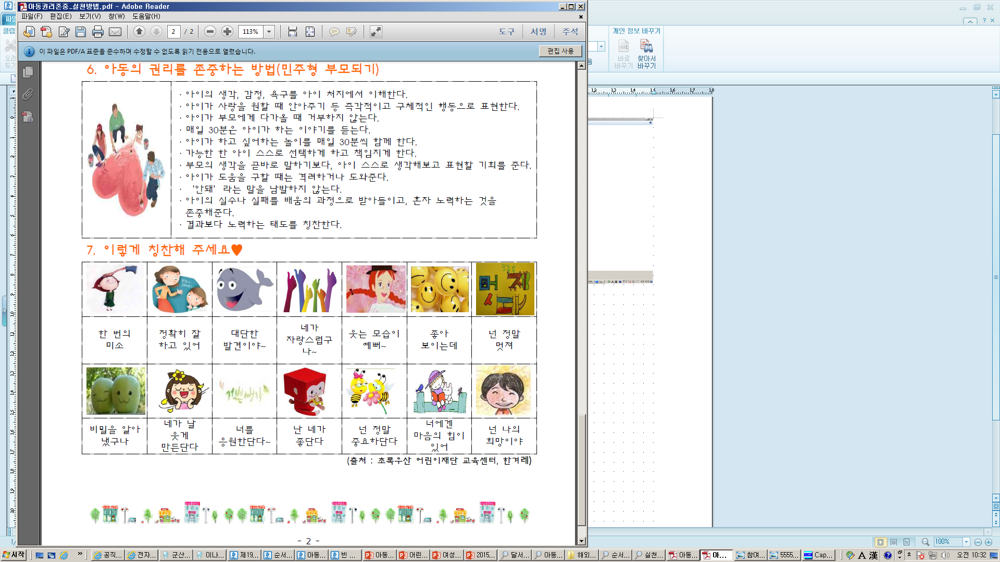 아동권리존중_실천방법.pdf - Adobe Reader
파일(F) 편집(E) 보기(V) 창(W) 도움말(H)
2 / 2
113%
도구 서명 주석
이 파일은 PDF/A 표준을 준수하며 수정할 수 없도록 읽기 전용으로 열렸습니다.
편집 사용
개인 정보 바꾸기
바로 바꾸기
찾아서 바꾸기
6. 아동의 권리를 존중하는 방법(민주형 부모되기)
· 아이의 생각, 감정, 욕구를 아이 처지에서 이해한다.
· 아이가 사랑을 원할 때 안아주기 등 즉각적이고 구체적인 행동으로 표현한다.
· 아이가 부모에게 다가올 때 거부하지 않는다.
· 매일 30분은 아이가 하는 이야기를 듣는다.
· 아이가 하고 싶어하는 놀이를 매일 30분씩 함께 한다.
· 가능한 한 아이 스스로 선택하게 하고 책임지게 한다.
· 부모의 생각을 곧바로 말하기보다, 아이 스스로 생각해보고 표현할 기회를 준다.
· 아이가 도움을 구할 때는 격려하거나 도와준다.
· '안돼' 라는 말을 남발하지 않는다.
· 아이의 실수나 실패를 배움의 과정으로 받아들이고, 혼자 노력하는 것을
존중해준다.
· 결과보다 노력하는 태도를 칭찬한다.
7. 이렇게 칭찬해 주세요♥
한 번의
미소
정확히 잘
하고 있어
대단한
발견이야~
네가
자랑스럽구
나~
웃는 모습이
예뻐~
좋아
보이는데
넌 정말
멋져
비밀을 알아
냈구나
네가 날
웃게
만든단다
너를
응원한단다~
난 네가
좋단다
넌 정말
중요하단다
너에겐
마음의 힘이
있어
넌 나의
희망이야
(출처 : 초록우산 어린이재단 교육센터, 한겨레)
- 2 -
100%
시작
공직...
전자...
군산...
이나...
제19...
순서...
아동...
빈 ...
아동...
어린...
여성...
2015...
달서...
아동...
해외...
순서...
실천...
아동...
아...
참여...
5555...
Cap...
A 漢
오전 10:32